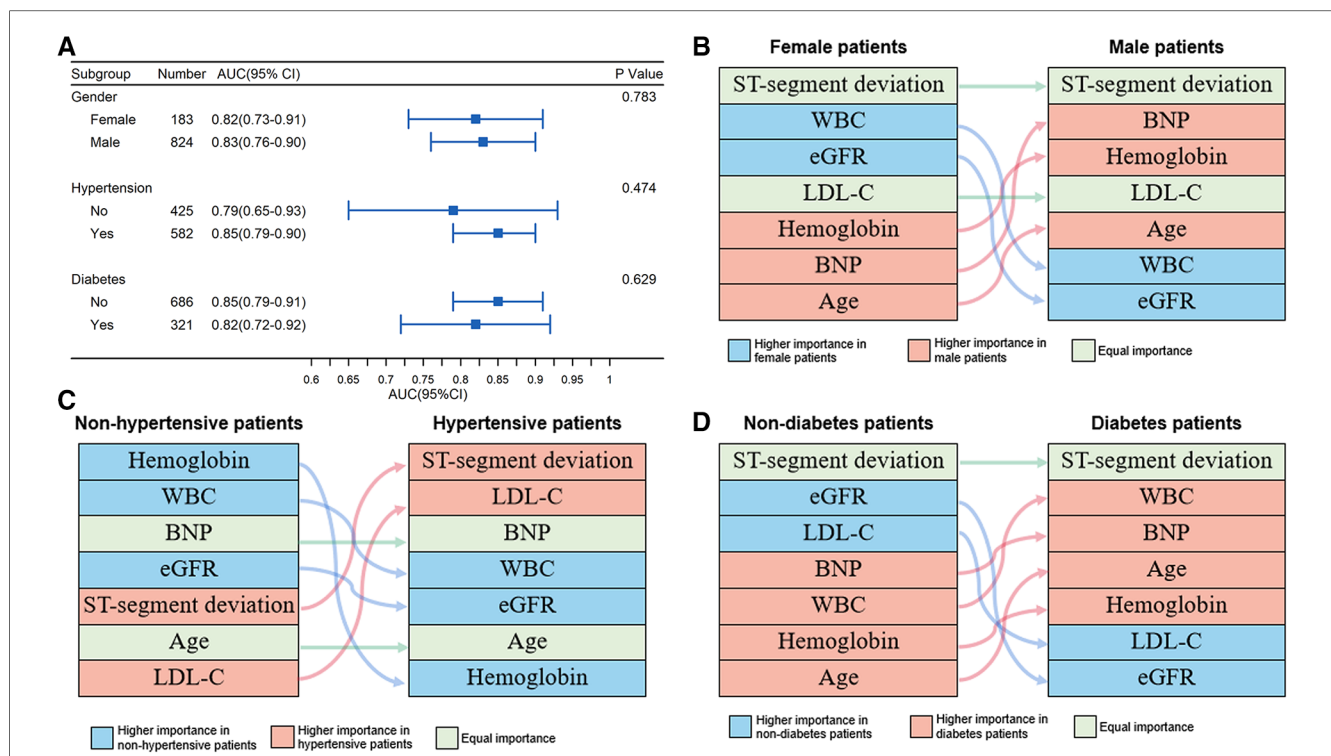 A
Subgroup Number AUC(95% CI) P Value
Gender 0.783
Female 183 0.82(0.73-0.91)
Male 824 0.83(0.76-0.90)
Hypertension 0.474
No 425 0.79(0.65-0.93)
Yes 582 0.85(0.79-0.90)
Diabetes 0.629
No 686 0.85(0.79-0.91)
Yes 321 0.82(0.72-0.92)
0.6 0.65 0.7 0.75 0.8 0.85 0.9 0.95 1
AUC(95%CI)
B
Female patients Male patients
ST-segment deviation ST-segment deviation
WBC BNP
eGFR Hemoglobin
LDL-C LDL-C
Hemoglobin Age
BNP WBC
Age eGFR
Higher importance in
female patients
Higher importance in
male patients
Equal importance
C
Non-hypertensive patients Hypertensive patients
Hemoglobin ST-segment deviation
WBC LDL-C
BNP BNP
eGFR WBC
ST-segment deviation eGFR
Age Age
LDL-C Hemoglobin
Higher importance in
non-hypertensive patients
Higher importance in
hypertensive patients
Equal importance
D
Non-diabetes patients Diabetes patients
ST-segment deviation ST-segment deviation
eGFR WBC
LDL-C BNP
BNP Age
WBC Hemoglobin
Hemoglobin LDL-C
Age eGFR
Higher importance in
non-diabetes patients
Higher importance in
diabetes patients
Equal importance